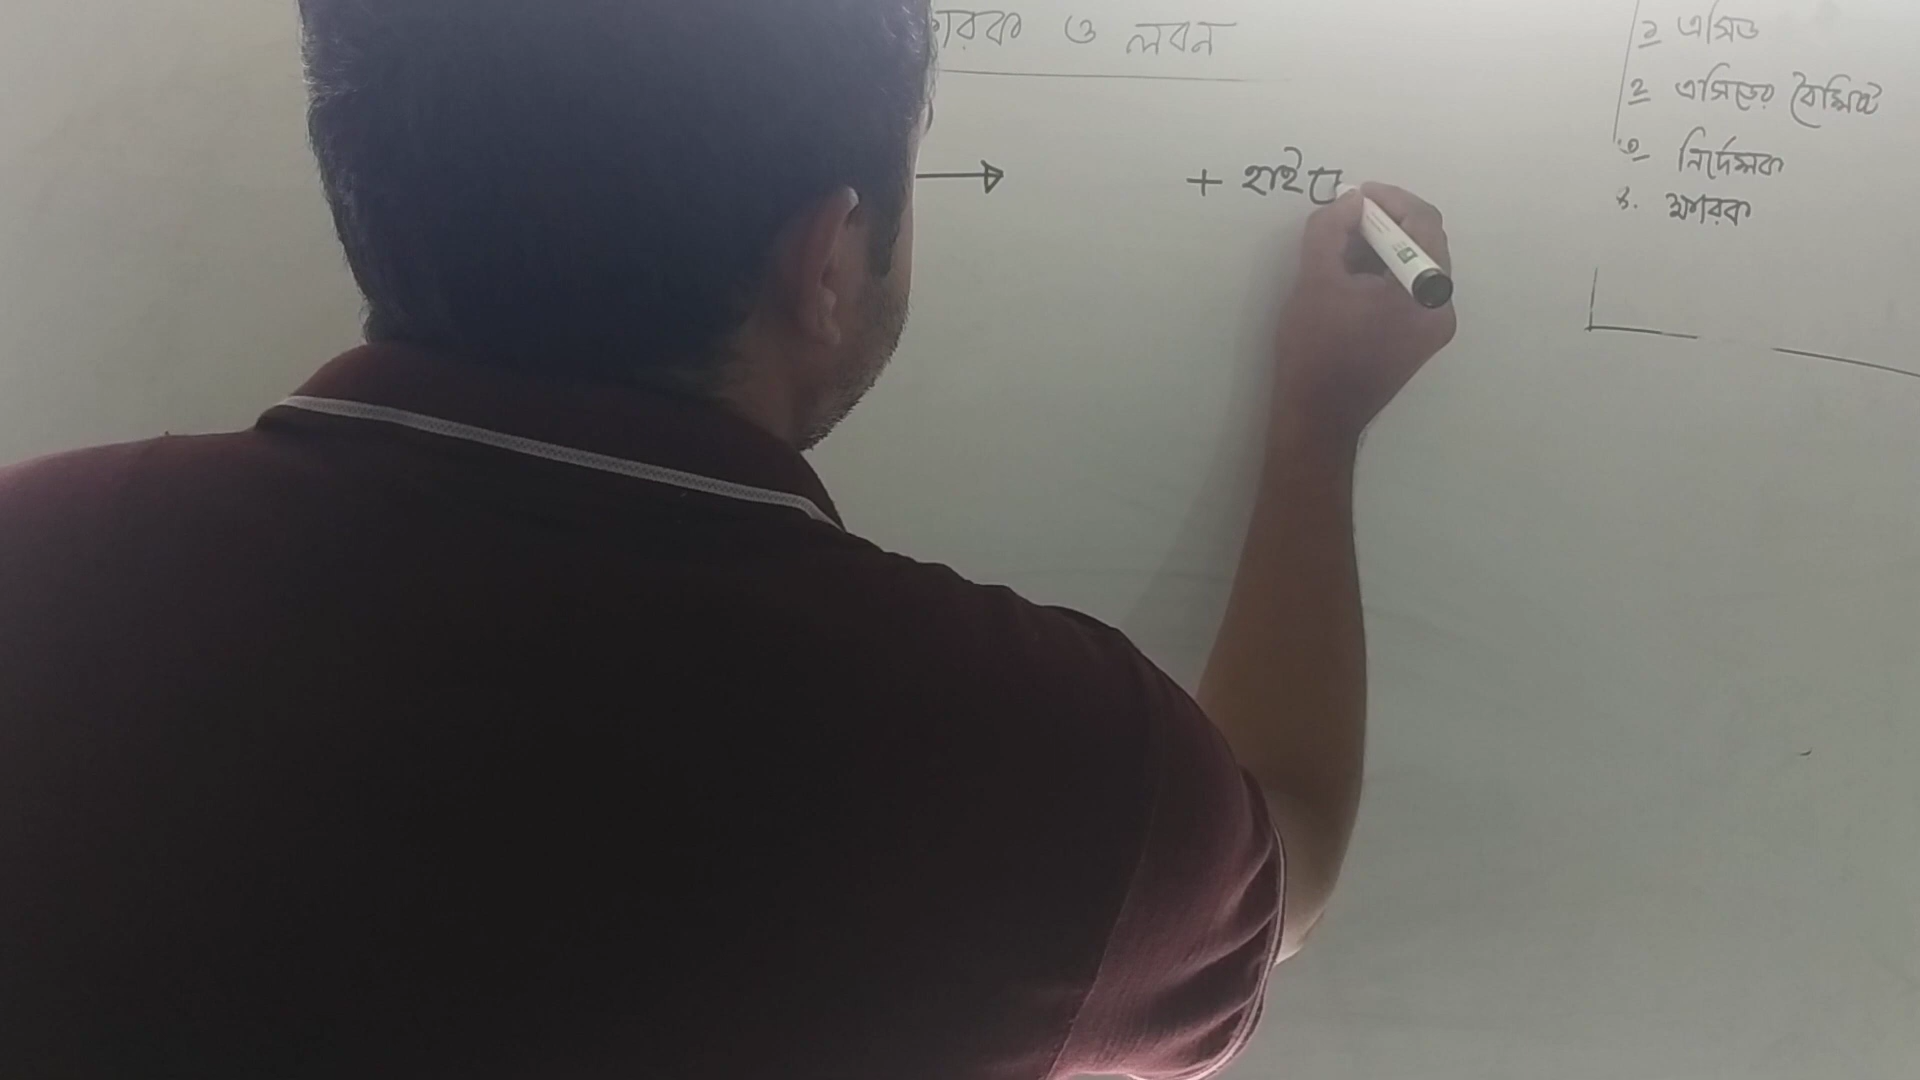 ারক ও লবন
→ + হাই
১ এসিড
২ এসিডের
৩ নির্দেশক
৪. ক্ষারক